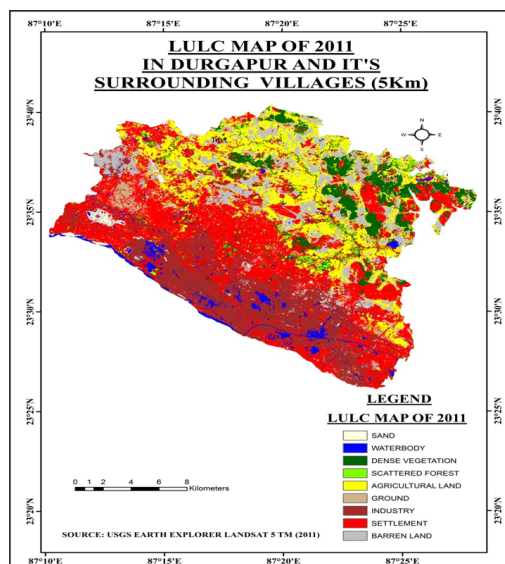 87°10'E 87°15'E 87°20'E 87°25'E
LULC MAP OF 2011
IN DURGAPUR AND IT'S
SURROUNDING VILLAGES (5Km)
23°40'N 23°40'N
N
W E
S
23°35'N 23°35'N
23°30'N 23°30'N
LEGEND
LULC MAP OF 2011
23°25'N 23°25'N
SAND
WATERBODY
DENSE VEGETATION
SCATTERED FOREST
AGRICULTURAL LAND
GROUND
INDUSTRY
SETTLEMENT
BARREN LAND
0 1 2 4 6 8
Kilometers
23°20'N 23°20'N
SOURCE: USGS EARTH EXPLORER LANDSAT 5 TM (2011)
87°10'E 87°15'E 87°20'E 87°25'E